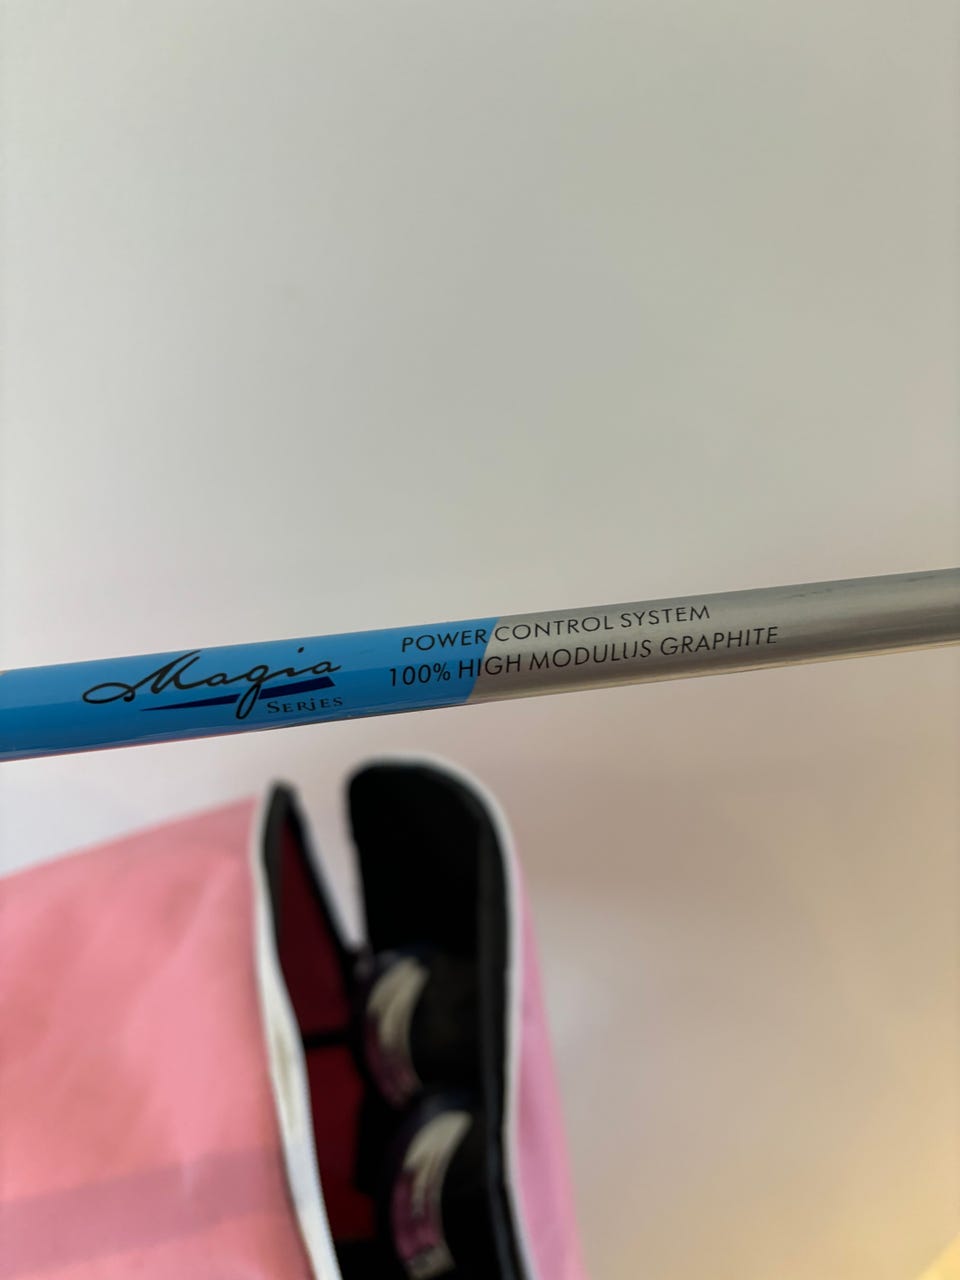 Magia
SERiES
POWER CONTROL SYSTEM
100% HIGH MODULUS GRAPHITE